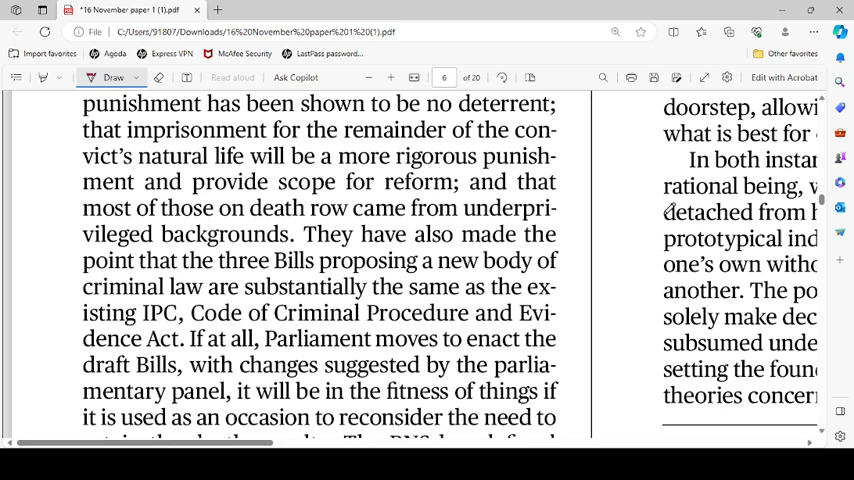 *16 November paper 1 (1).pdf
File
C:/Users/91807/Downloads/16%20November%20paper%201%20(1).pdf
Import favorites Agoda Express VPN McAfee Security LastPass password... Other favorites
Draw Read aloud Ask Copilot 6 of 20 Edit with Acrobat
punishment has been shown to be no deterrent;
that imprisonment for the remainder of the con-
vict's natural life will be a more rigorous punish-
ment and provide scope for reform; and that
most of those on death row came from underpri-
vileged backgrounds. They have also made the
point that the three Bills proposing a new body of
criminal law are substantially the same as the ex-
isting IPC, Code of Criminal Procedure and Evi-
dence Act. If at all, Parliament moves to enact the
draft Bills, with changes suggested by the parlia-
mentary panel, it will be in the fitness of things if
it is used as an occasion to reconsider the need to
doorstep, allowi
what is best for
In both instar
rational being, w
detached from h
prototypical ind
one's own witho
another. The po
solely make dec
subsumed unde
setting the foun
theories concern